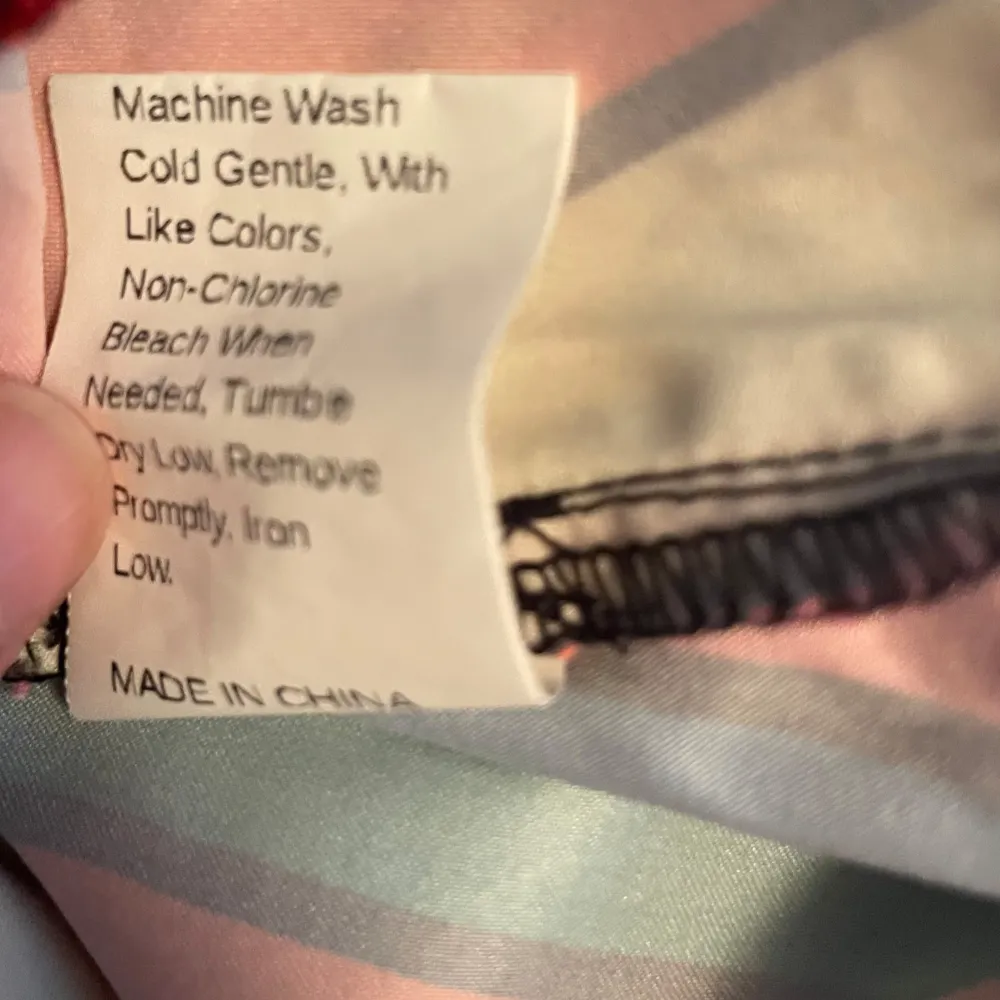 Machine Wash
Cold Gentle, With
Like Colors,
Non-Chlorine
Bleach When
Needed, Tumble
Dry Low, Remove
Promptly, Iron
Low.
MADE IN CHINA